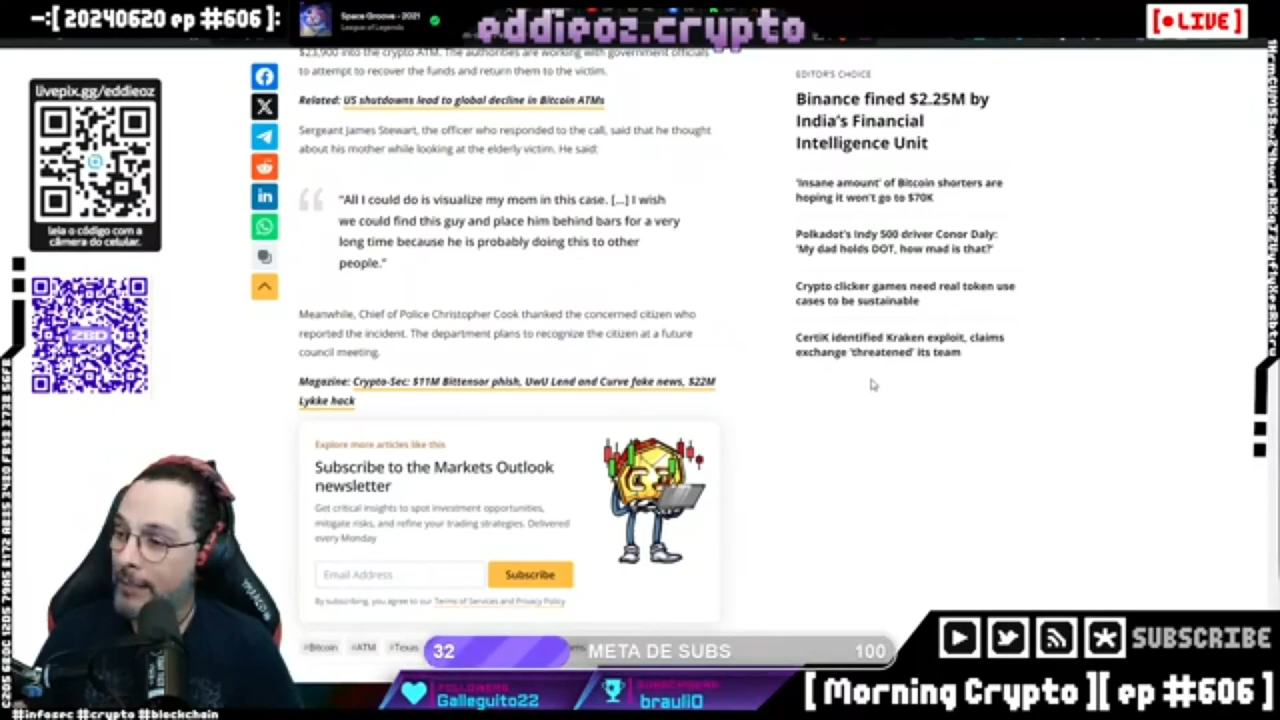 -:[ 20240620 ep ##606 ]:
Space Groove - 2021
League of Legends
eddieoz.crypto
[ LIVE ]
livepix.gg/eddieoz
leia o código com a
câmera do celular.
$23,900 into the crypto ATM. The authorities are working with government officials
to attempt to recover the funds and return them to the victim.
Related: US shutdowns lead to global decline in Bitcoin ATMs
Sergeant James Stewart, the officer who responded to the call, said that he thought
about his mother while looking at the elderly victim. He said:
“All I could do is visualize my mom in this case. [...] I wish
we could find this guy and place him behind bars for a very
long time because he is probably doing this to other
people.”
Meanwhile, Chief of Police Christopher Cook thanked the concerned citizen who
reported the incident. The department plans to recognize the citizen at a future
council meeting.
Magazine: Crypto-Sec: $11M Bittensor phish, UwU Lend and Curve fake news, $22M
Lykke hack
Explore more articles like this
Subscribe to the Markets Outlook
newsletter
Get critical insights to spot investment opportunities,
mitigate risks, and refine your trading strategies. Delivered
every Monday
Email Address
Subscribe
By subscribing, you agree to our Terms of Services and Privacy Policy
#Bitcoin #ATM #Texas
EDITOR'S CHOICE
Binance fined $2.25M by
India’s Financial
Intelligence Unit
‘Insane amount’ of Bitcoin shorters are
hoping it won’t go to $70K
Polkadot’s Indy 500 driver Conor Daly:
‘My dad holds DOT, how mad is that?’
Crypto clicker games need real token use
cases to be sustainable
CertiK identified Kraken exploit, claims
exchange ‘threatened’ its team
32 META DE SUBS 100
FOLLOWERS
Galleguito22
braulio
SUBSCRIBE
[ Morning Crypto ][ ep ##606 ]
#infosec #crypto #blockchain